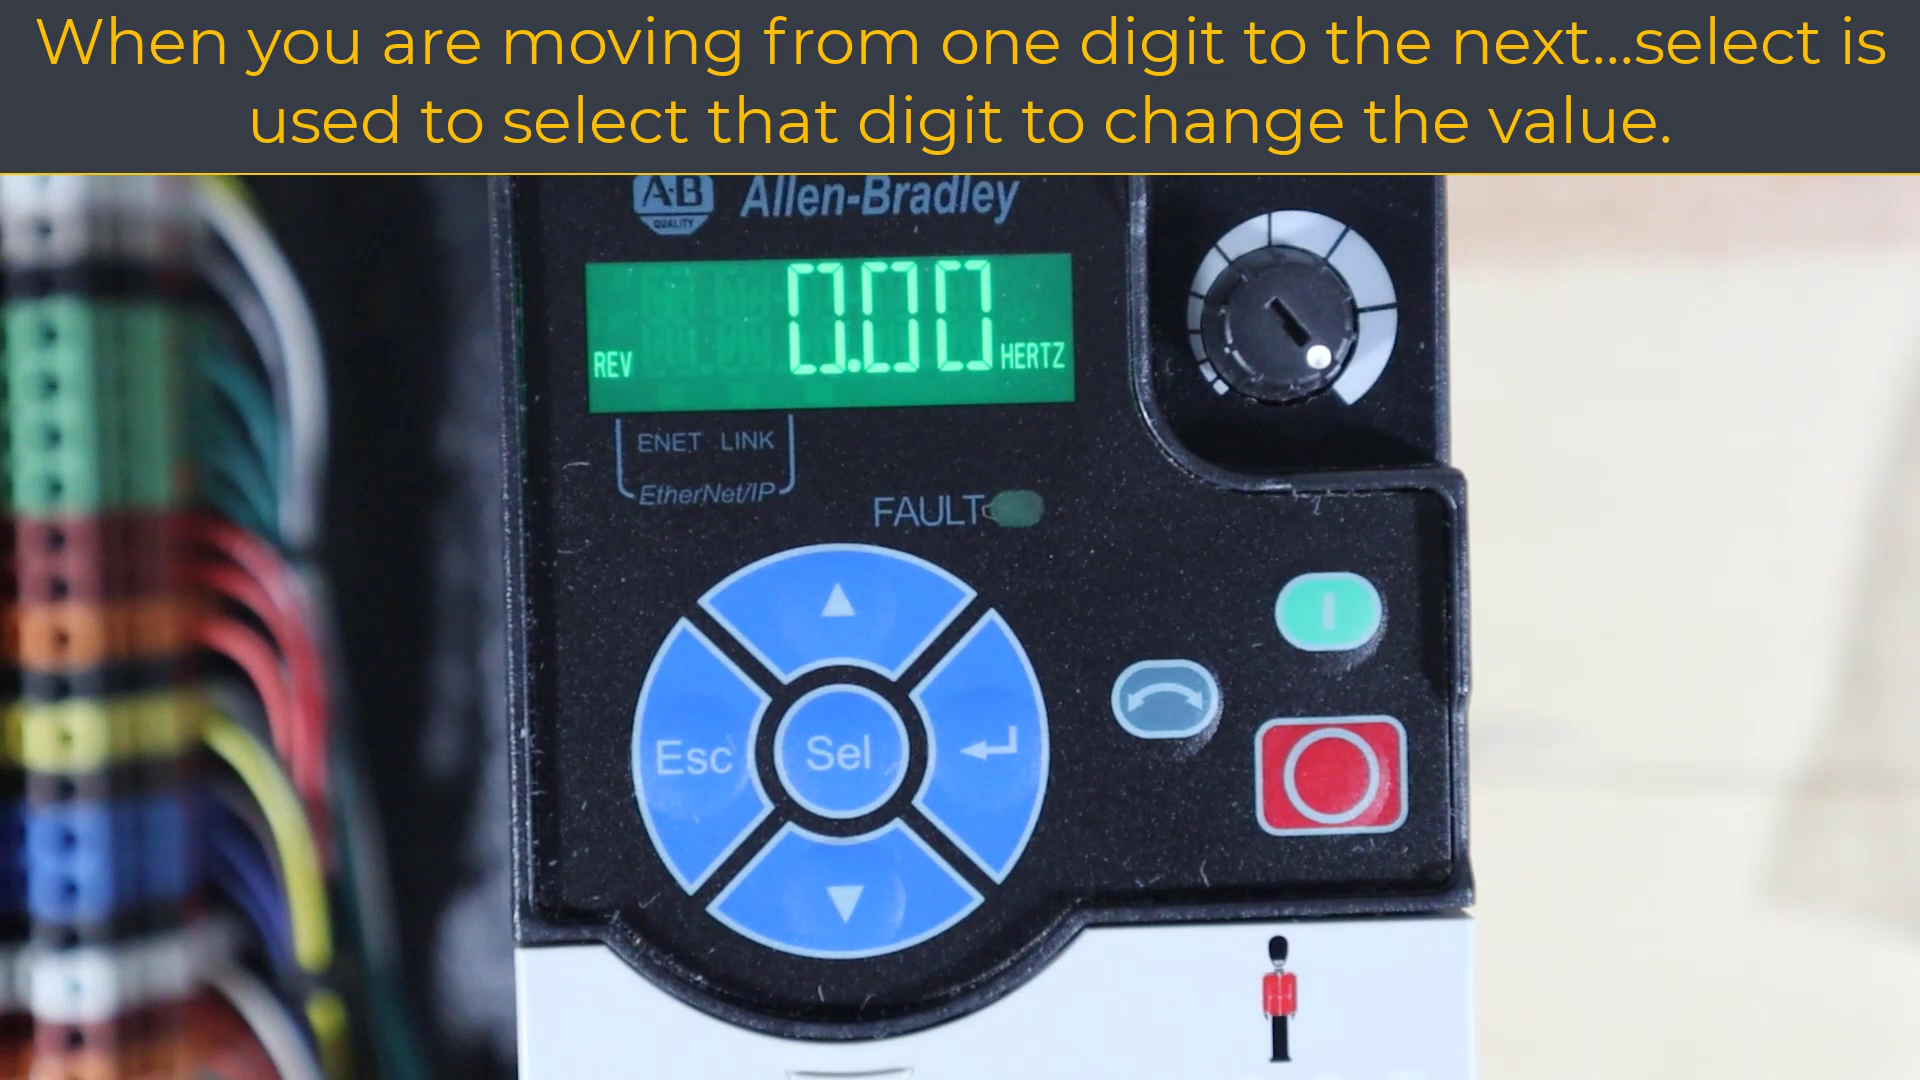 When you are moving from one digit to the next...select is
used to select that digit to change the value.
A·B
QUALITY
Allen-Bradley
0.00
REV
HERTZ
ENET LINK
EtherNet/IP
FAULT
Esc
Sel